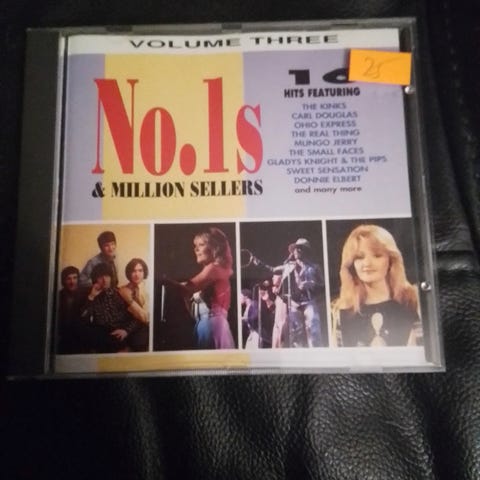 VOLUME THREE
No.1s
& MILLION SELLERS
25
HITS FEATURING
THE KINKS
CARL DOUGLAS
OHIO EXPRESS
THE REAL THING
MUNGO JERRY
THE SMALL FACES
GLADYS KNIGHT & THE PIPS
SWEET SENSATION
DONNIE ELBERT
and many more